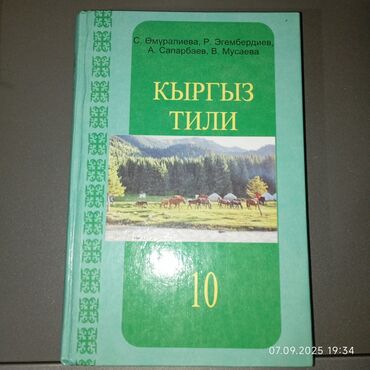 С. Өмүралиева, Р. Эгембердиев,
А. Сапарбаев, В. Мусаева
КЫРГЫЗ
ТИЛИ
10
07.09.2025 19:34